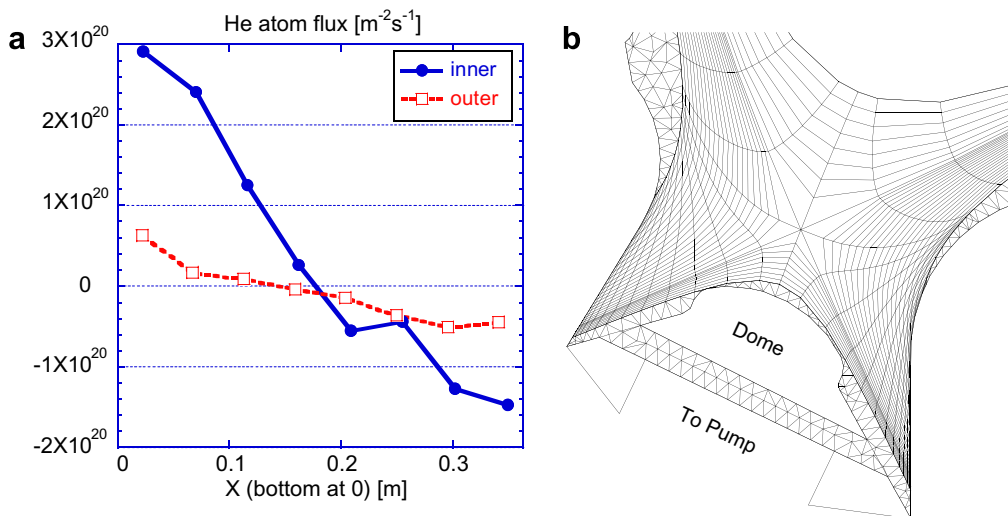 a
He atom flux [m⁻²s⁻¹]
3X10²⁰
2X10²⁰
1X10²⁰
0
-1X10²⁰
-2X10²⁰
inner
outer
0 0.1 0.2 0.3
X (bottom at 0) [m]
b
Dome
To Pump